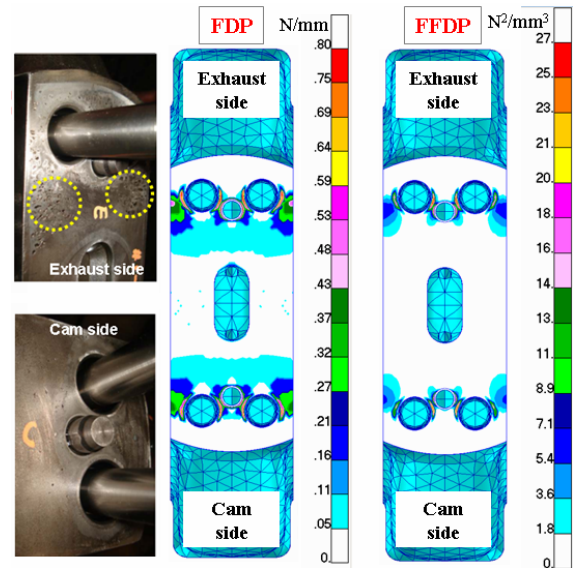 FDP
N/mm
FFDP
N²/mm³
Exhaust side
Cam side
C
Exhaust
side
Cam
side
.80
.75
.69
.64
.59
.53
.48
.43
.37
.32
.27
.21
.16
.11
.05
0.
Exhaust
side
Cam
side
27.
25.
23.
21.
20.
18.
16.
14.
13.
11.
8.9
7.1
5.4
3.6
1.8
0.